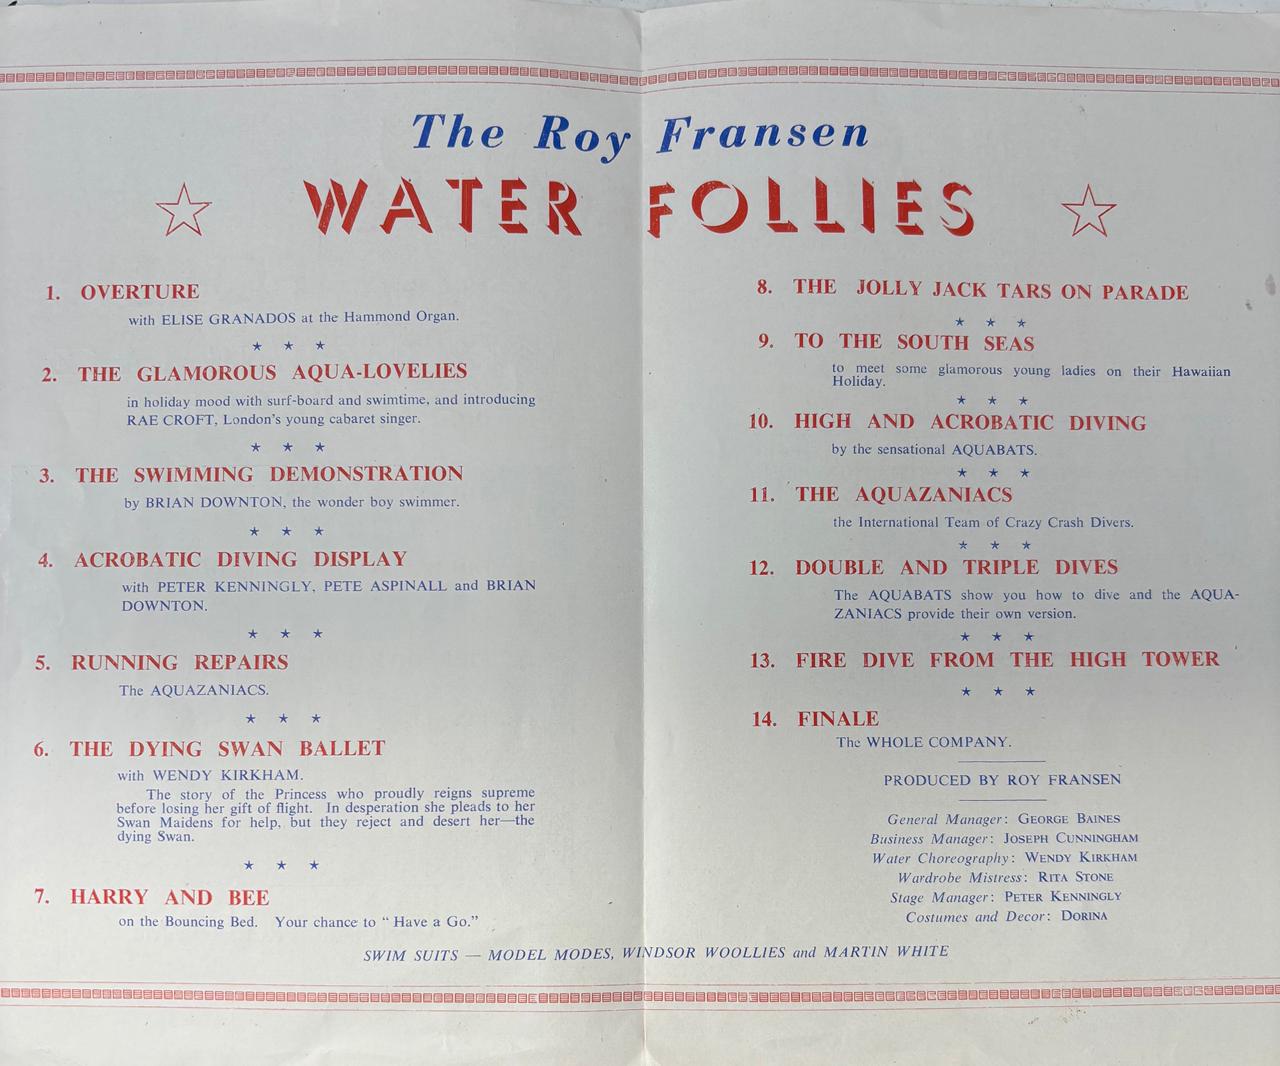 The Roy Fransen
WATER FOLLIES
1. OVERTURE
with ELISE GRANADOS at the Hammond Organ.
2. THE GLAMOROUS AQUA-LOVELIES
in holiday mood with surf-board and swimtime, and introducing
RAE CROFT, London's young cabaret singer.
3. THE SWIMMING DEMONSTRATION
by BRIAN DOWNTON, the wonder boy swimmer.
4. ACROBATIC DIVING DISPLAY
with PETER KENNINGLY, PETE ASPINALL and BRIAN
DOWNTON.
5. RUNNING REPAIRS
The AQUAZANIACS.
6. THE DYING SWAN BALLET
with WENDY KIRKHAM.
The story of the Princess who proudly reigns supreme
before losing her gift of flight. In desperation she pleads to her
Swan Maidens for help, but they reject and desert her—the
dying Swan.
7. HARRY AND BEE
on the Bouncing Bed. Your chance to " Have a Go."
8. THE JOLLY JACK TARS ON PARADE
9. TO THE SOUTH SEAS
to meet some glamorous young ladies on their Hawaiian
Holiday.
10. HIGH AND ACROBATIC DIVING
by the sensational AQUABATS.
11. THE AQUAZANIACS
the International Team of Crazy Crash Divers.
12. DOUBLE AND TRIPLE DIVES
The AQUABATS show you how to dive and the AQUA-
ZANIACS provide their own version.
13. FIRE DIVE FROM THE HIGH TOWER
14. FINALE
The WHOLE COMPANY.
PRODUCED BY ROY FRANSEN
General Manager: GEORGE BAINES
Business Manager: JOSEPH CUNNINGHAM
Water Choreography: WENDY KIRKHAM
Wardrobe Mistress: RITA STONE
Stage Manager: PETER KENNINGLY
Costumes and Decor: DORINA
SWIM SUITS — MODEL MODES, WINDSOR WOOLLIES and MARTIN WHITE